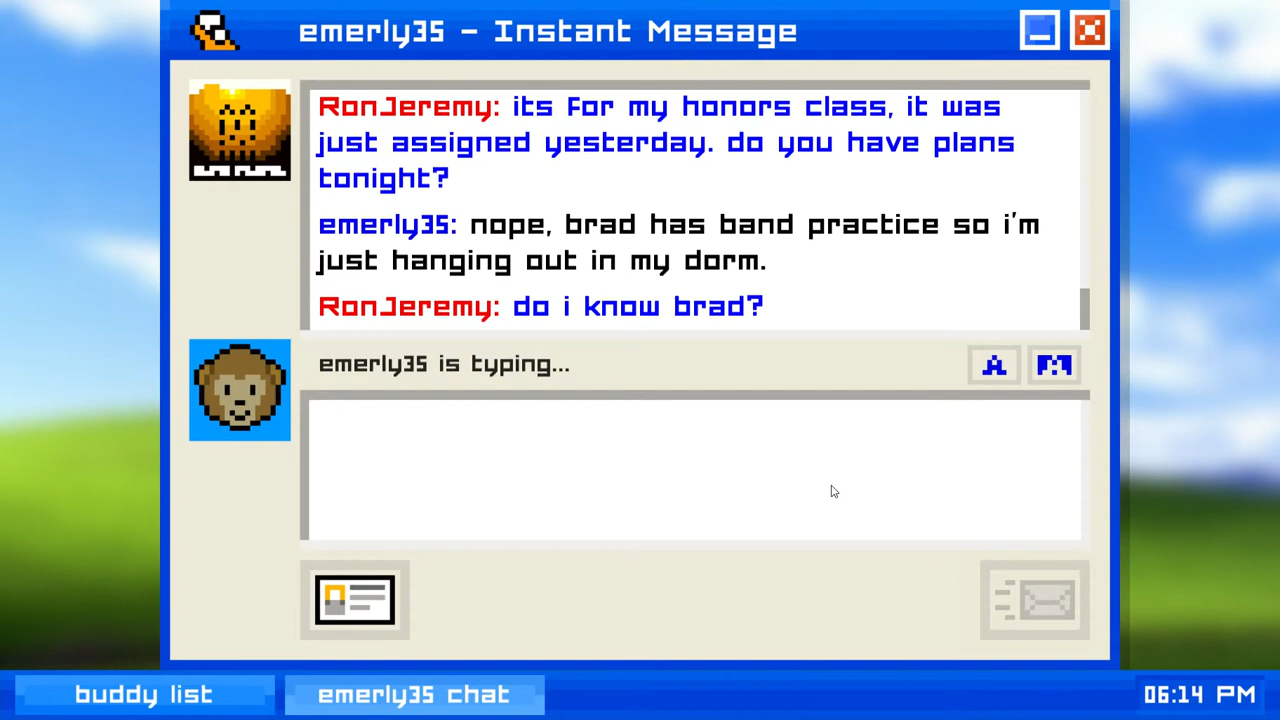 emerly35 - Instant Message
RonJeremy: its for my honors class, it was
just assigned yesterday. do you have plans
tonight?
emerly35: nope, brad has band practice so i'm
just hanging out in my dorm.
RonJeremy: do i know brad?
emerly35 is typing...
A
A
buddy list
emerly35 chat
06:14 PM